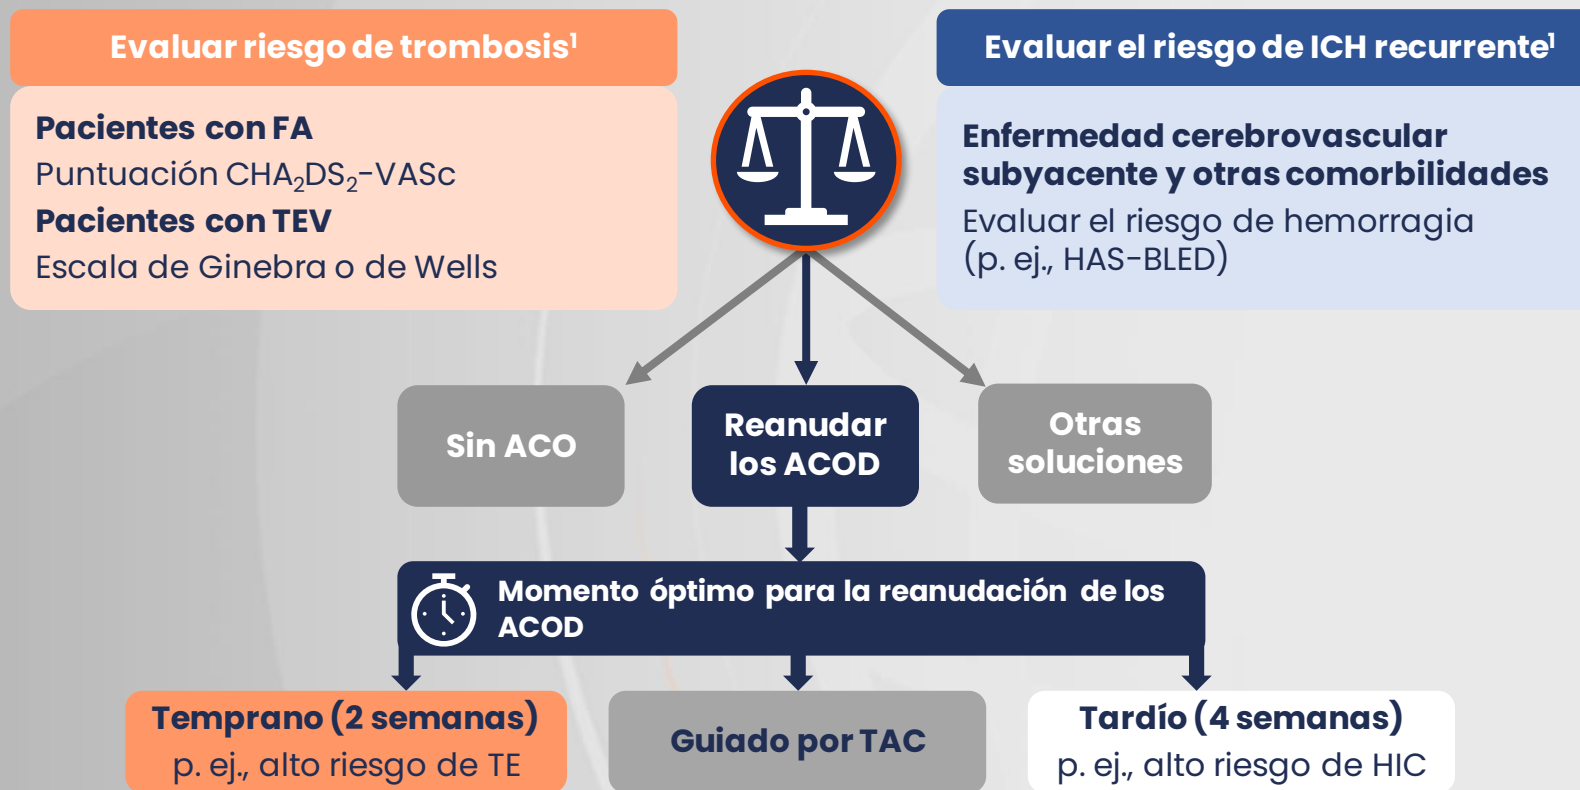 Evaluar riesgo de trombosis¹
Pacientes con FA
Puntuación CHA₂DS₂-VASc
Pacientes con TEV
Escala de Ginebra o de Wells
Evaluar el riesgo de ICH recurrente¹
Enfermedad cerebrovascular
subyacente y otras comorbilidades
Evaluar el riesgo de hemorragia
(p. ej., HAS-BLED)
Sin ACO
Reanudar
los ACOD
Otras
soluciones
Momento óptimo para la reanudación de los
ACOD
Temprano (2 semanas)
p. ej., alto riesgo de TE
Guiado por TAC
Tardío (4 semanas)
p. ej., alto riesgo de HIC